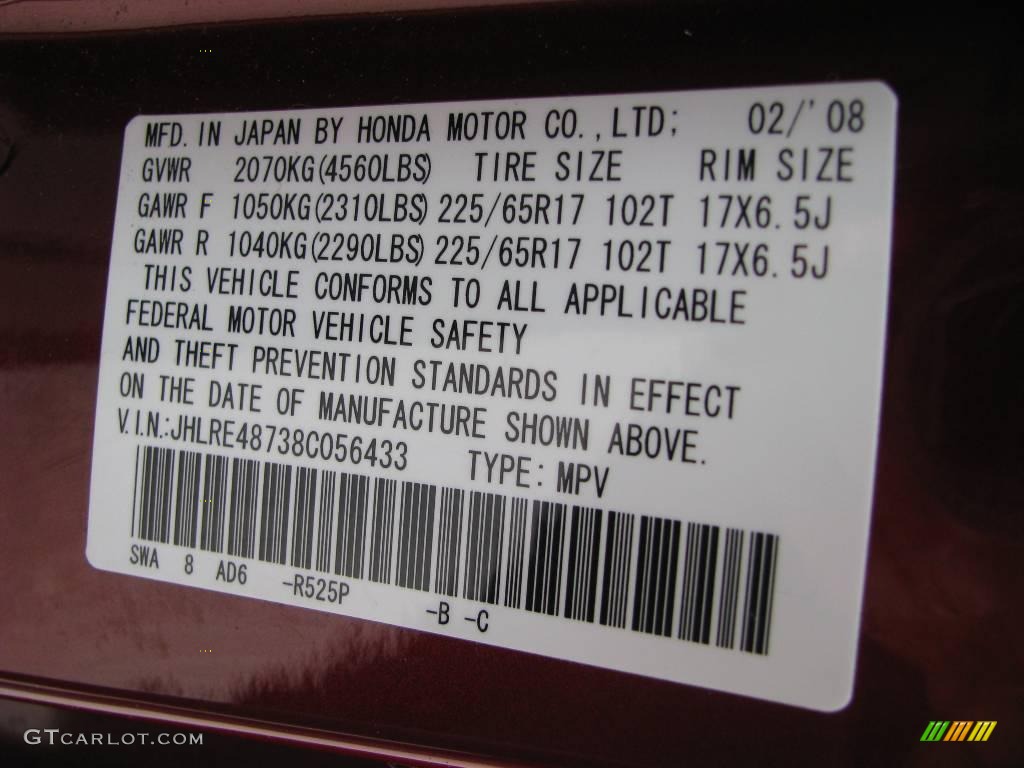 MFD. IN JAPAN BY HONDA MOTOR CO.,LTD; 02/'08
GVWR 2070KG(4560LBS) TIRE SIZE RIM SIZE
GAWR F 1050KG(2310LBS) 225/65R17 102T 17X6.5J
GAWR R 1040KG(2290LBS) 225/65R17 102T 17X6.5J
THIS VEHICLE CONFORMS TO ALL APPLICABLE
FEDERAL MOTOR VEHICLE SAFETY
AND THEFT PREVENTION STANDARDS IN EFFECT
ON THE DATE OF MANUFACTURE SHOWN ABOVE.
V.I.N.:JHLRE48738C056433 TYPE: MPV
SWA 8 AD6 -R525P -B -C
GTCARLOT.COM